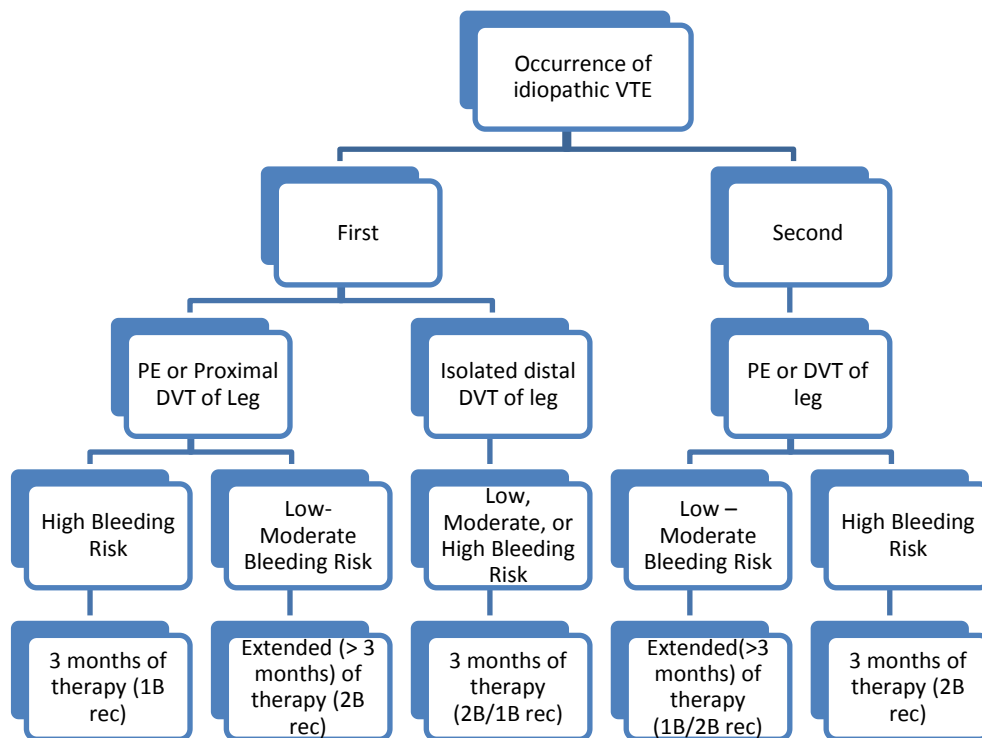 Occurrence of
idiopathic VTE
First
Second
PE or Proximal
DVT of Leg
Isolated distal
DVT of leg
PE or DVT of
leg
High Bleeding
Risk
Low-
Moderate
Bleeding Risk
Low,
Moderate, or
High Bleeding
Risk
Low –
Moderate
Bleeding Risk
High Bleeding
Risk
3 months of
therapy (1B
rec)
Extended (> 3
months) of
therapy (2B
rec)
3 months of
therapy
(2B/1B rec)
Extended(>3
months) of
therapy
(1B/2B rec)
3 months of
therapy (2B
rec)